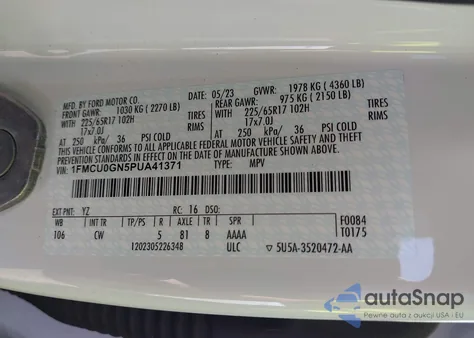 MFD. BY FORD MOTOR CO. 05/23 GVWR: 1978 KG (4360 LB)
FRONT GAWR: 1030 KG (2270 LB) REAR GAWR: 975 KG (2150 LB)
WITH 225/65R17 102H TIRES WITH 225/65R17 102H TIRES
17x7.0J RIMS 17x7.0J RIMS
AT 250 kPa/ 36 PSI COLD AT 250 kPa/ 36 PSI COLD
THIS VEHICLE CONFORMS TO ALL APPLICABLE FEDERAL
MOTOR VEHICLE SAFETY AND THEFT PREVENTION STANDARDS
IN EFFECT ON THE DATE OF MANUFACTURE SHOWN ABOVE.
VIN: 1FMCU0GN5PUA41371 TYPE: MPV
EXT PNT: YZ RC: 16 DSO: F0084
WB TP/PS R AXLE TR SPR T0175
106 CW 5 81 8 AAAA
1202305226348 ULC 5U5A-3520472-AA
autoSnap
Pewne auten z aukcji USA i EU